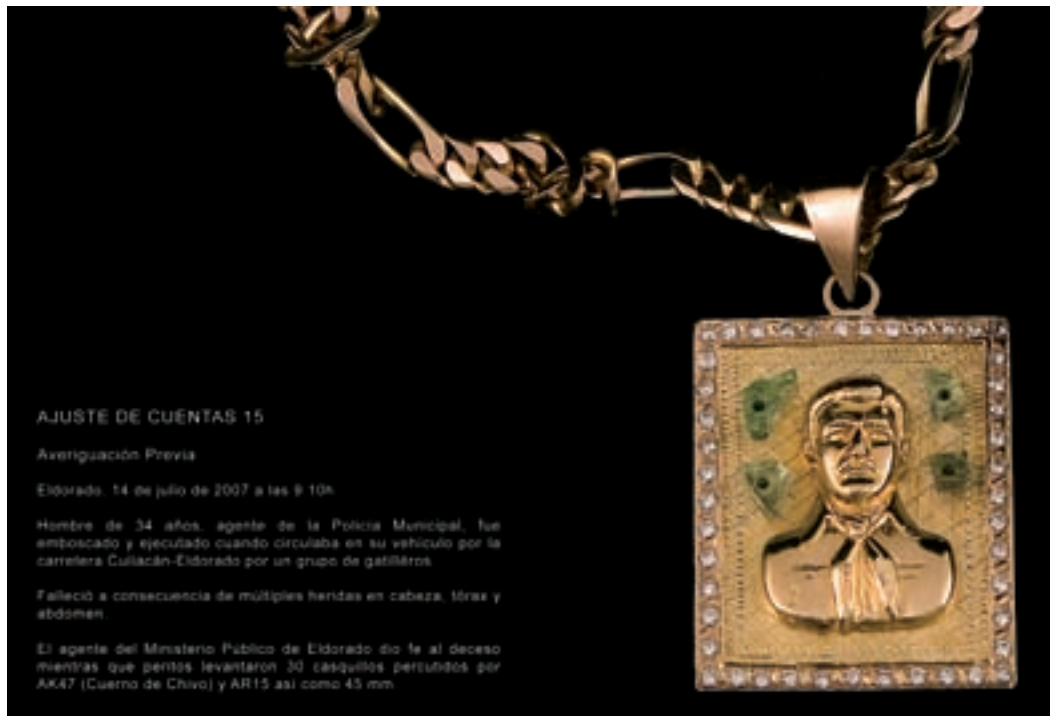 AJUSTE DE CUENTAS 15
Averiguación Previa
Eldorado. 14 de julio de 2007 a las 9 10h
Hombre de 34 años, agente de la Policía Municipal, fue
emboscado y ejecutado cuando circulaba en su vehículo por la
carretera Culiacán-Eldorado por un grupo de gatilleros
Falleció a consecuencia de múltiples heridas en cabeza, tórax y
abdomen.
El agente del Ministerio Público de Eldorado dio fe al deceso
mientras que peritos levantaron 30 casquillos percutidos por
AK47 (Cuerno de Chivo) y AR15 así como 45 mm